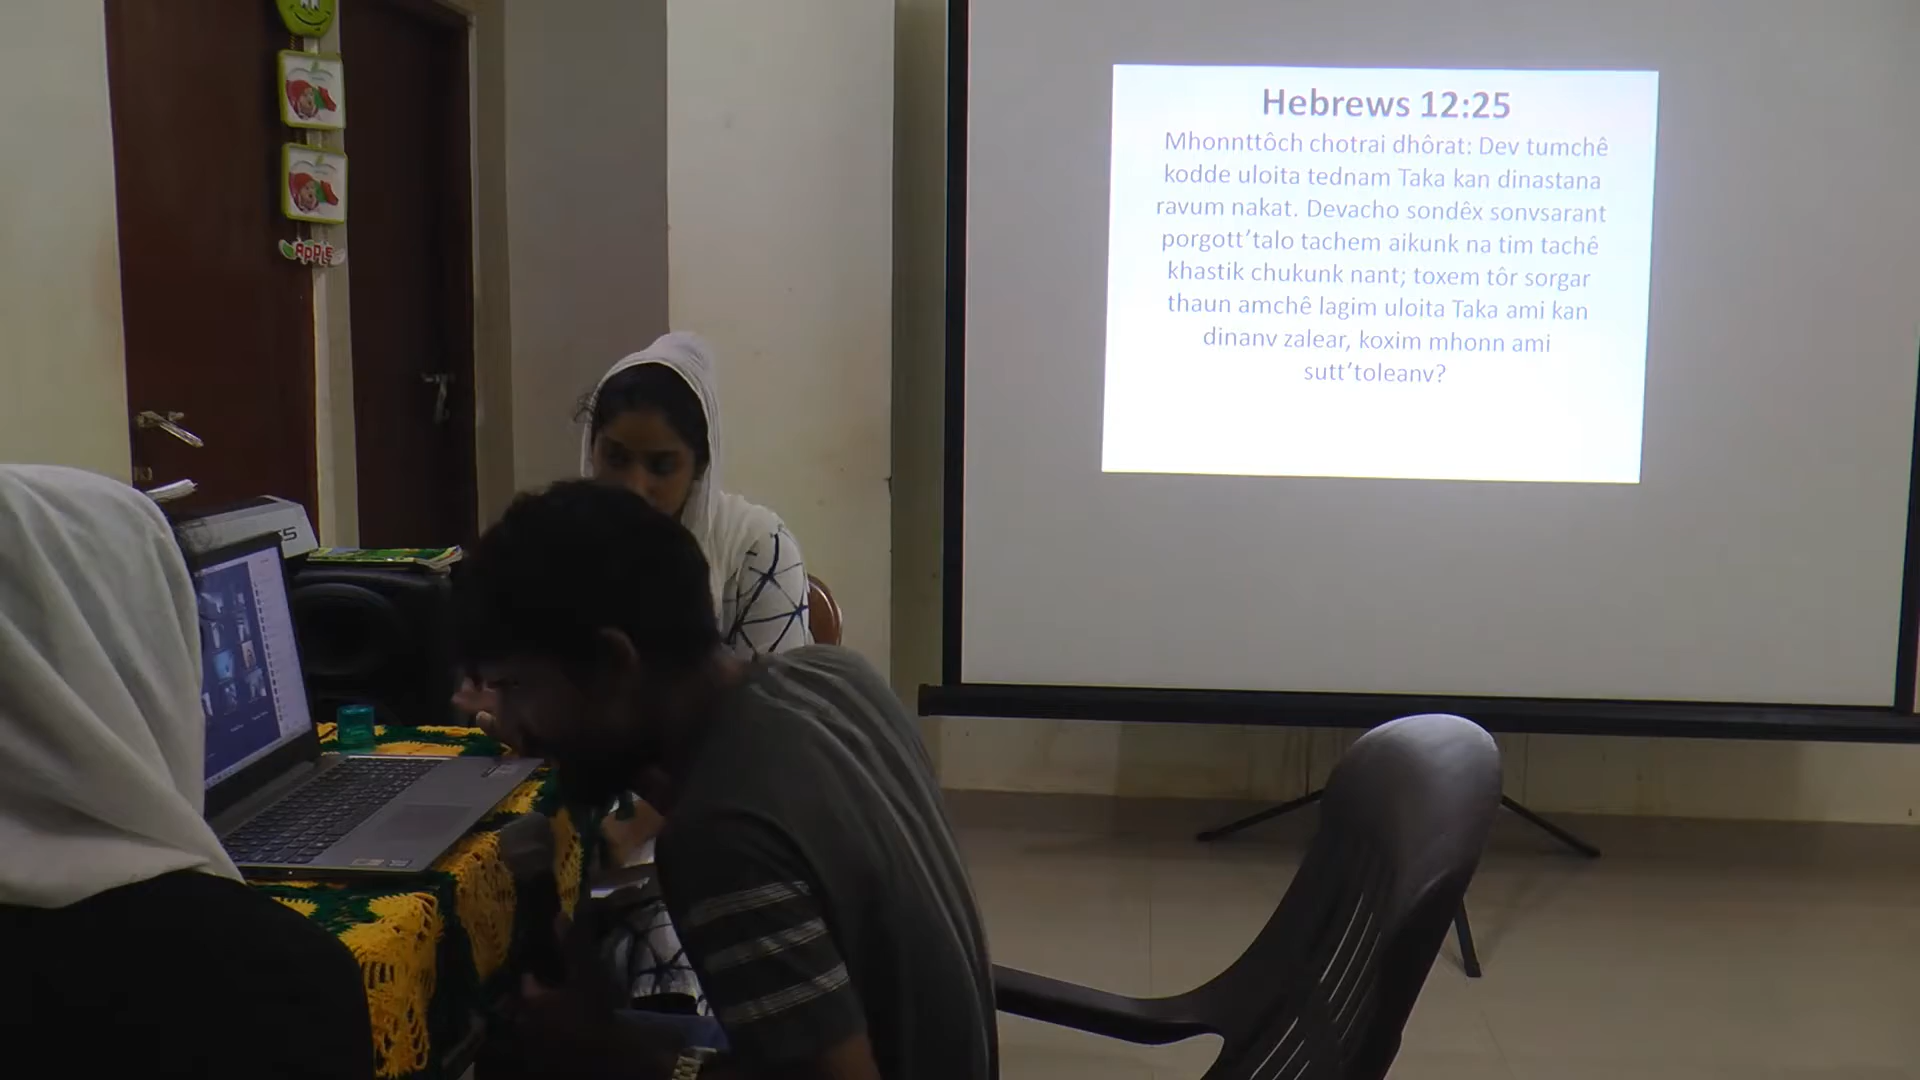 Hebrews 12:25
Mhonnttôch chotrai dhôrat: Dev tumchê
kodde uloita tednam Taka kan dinastana
ravum nakat. Devacho sondêx sonvsarant
porgott’talo tachem aikunk na tim tachê
khastik chukunk nant; toxem tôr sorgar
thaun amchê lagim uloita Taka ami kan
dinanv zalear, koxim mhonn ami
sutt’toleanv?
APPLE